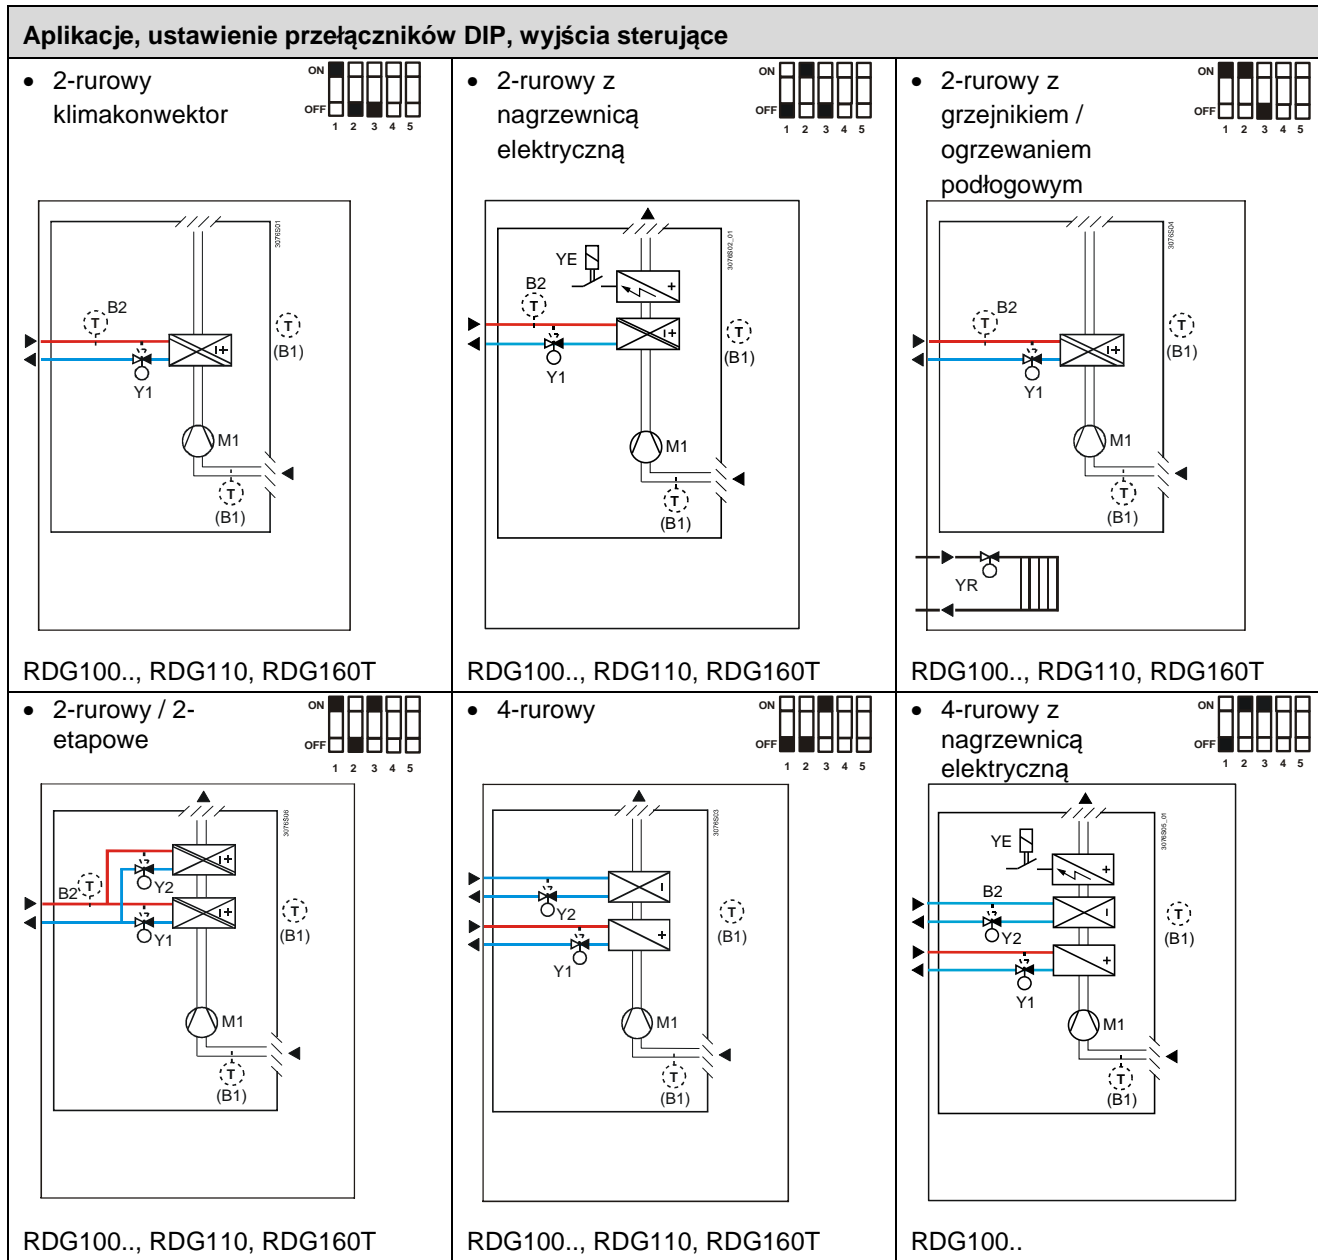 Aplikacje, ustawienie przełączników DIP, wyjścia sterujące
• 2-rurowy
klimakonwektor
ON
OFF
1 2 3 4 5
3076S01
B2
T
T
(B1)
Y1
M1
T
(B1)
RDG100.., RDG110, RDG160T
• 2-rurowy z
nagrzewnicą
elektryczną
ON
OFF
1 2 3 4 5
3076S02_01
YE
+
B2
T
T
(B1)
Y1
M1
T
(B1)
RDG100.., RDG110, RDG160T
• 2-rurowy z
grzejnikiem /
ogrzewaniem
podłogowym
ON
OFF
1 2 3 4 5
3076S04
B2
T
T
(B1)
Y1
M1
T
(B1)
YR
RDG100.., RDG110, RDG160T
• 2-rurowy / 2-
etapowe
ON
OFF
1 2 3 4 5
3076S06
B2
T
Y2
T
(B1)
Y1
M1
T
(B1)
RDG100.., RDG110, RDG160T
• 4-rurowy
ON
OFF
1 2 3 4 5
3076S03
Y2
T
(B1)
Y1
M1
T
(B1)
RDG100.., RDG110, RDG160T
• 4-rurowy z
nagrzewnicą
elektryczną
ON
OFF
1 2 3 4 5
3076S05_01
YE
+
B2
T
Y2
(B1)
Y1
M1
T
(B1)
RDG100..